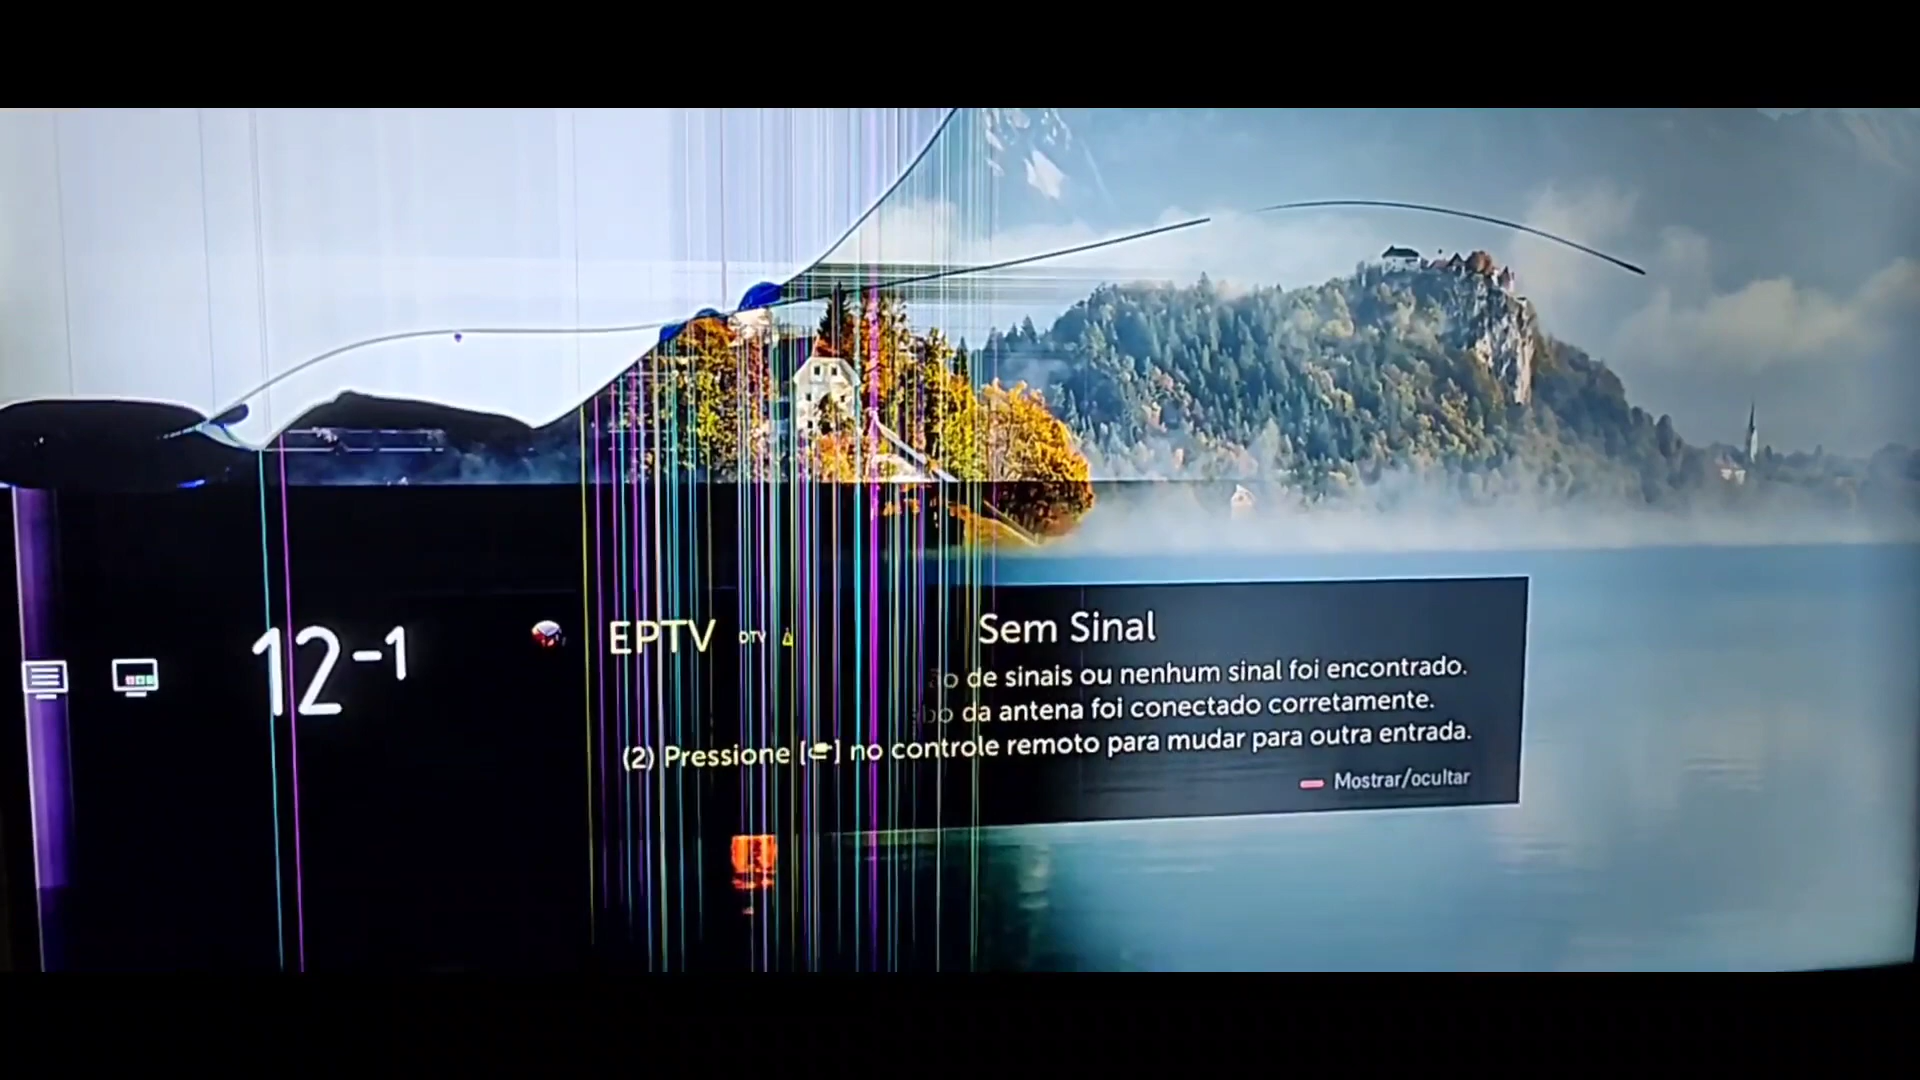 12-1
EPTV DTV
Sem Sinal
de sinais ou nenhum sinal foi encontrado.
da antena foi conectado corretamente.
(2) Pressione [ ] no controle remoto para mudar para outra entrada.
Mostrar/ocultar